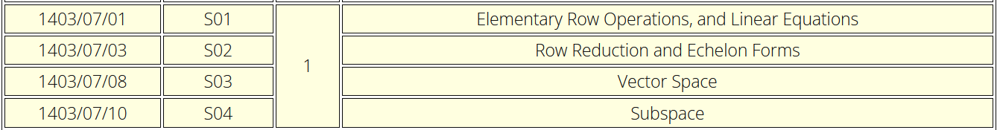 1403/07/01 S01 Elementary Row Operations, and Linear Equations
1403/07/03 S02 Row Reduction and Echelon Forms
1
1403/07/08 S03 Vector Space
1403/07/10 S04 Subspace